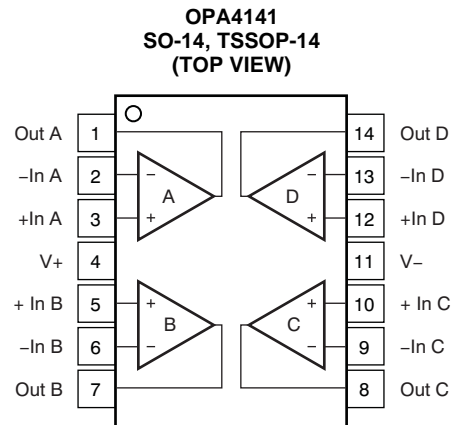 OPA4141
SO-14, TSSOP-14
(TOP VIEW)
Out A 1 14 Out D
−In A 2 − − 13 −In D
A D
+In A 3 + + 12 +In D
V+ 4 11 V−
+ In B 5 + + 10 + In C
B C
−In B 6 − − 9 −In C
Out B 7 8 Out C